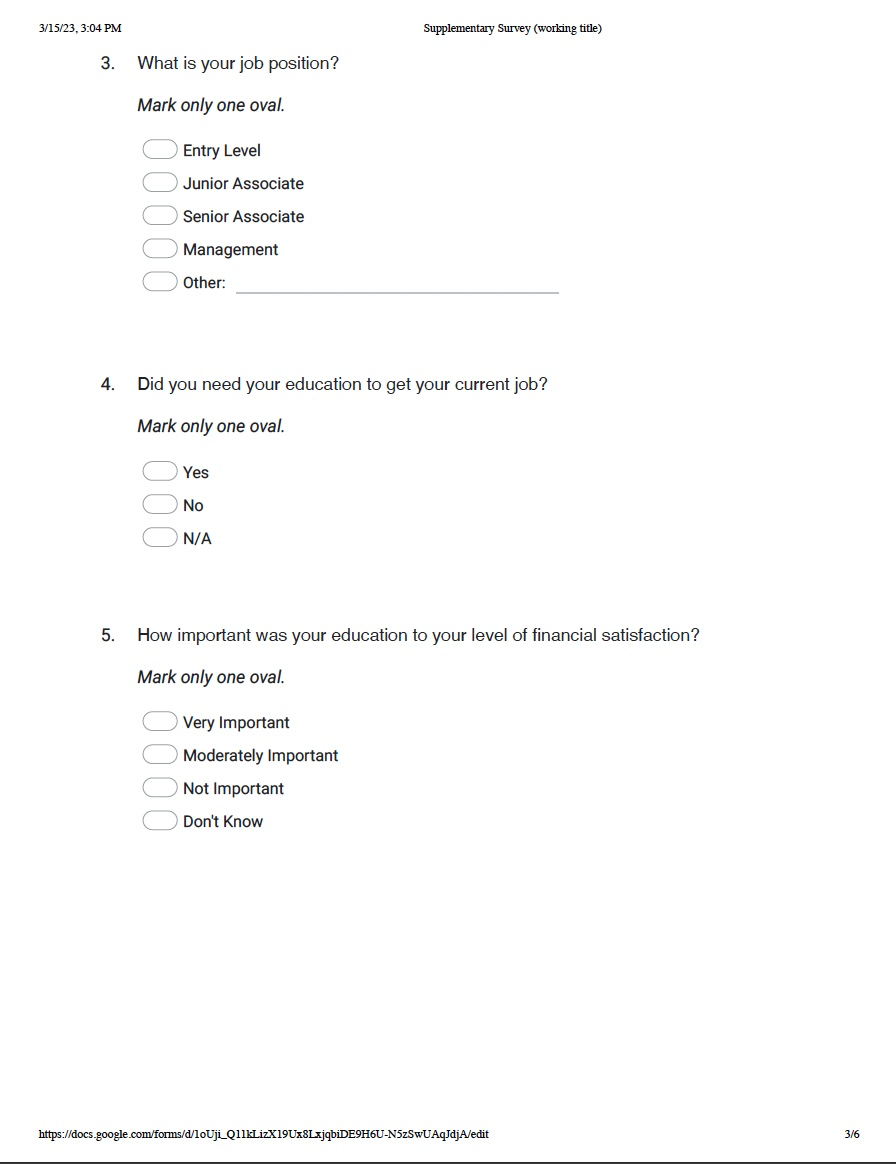 3/15/23, 3:04 PM Supplementary Survey (working title)
3. What is your job position?
Mark only one oval.
Entry Level
Junior Associate
Senior Associate
Management
Other:
4. Did you need your education to get your current job?
Mark only one oval.
Yes
No
N/A
5. How important was your education to your level of financial satisfaction?
Mark only one oval.
Very Important
Moderately Important
Not Important
Don't Know
https://docs.google.com/forms/d/1oUji_Q11kLizX19Ux8LxjqbiDE9H6U-N5zSwUAqJdjA/edit 3/6